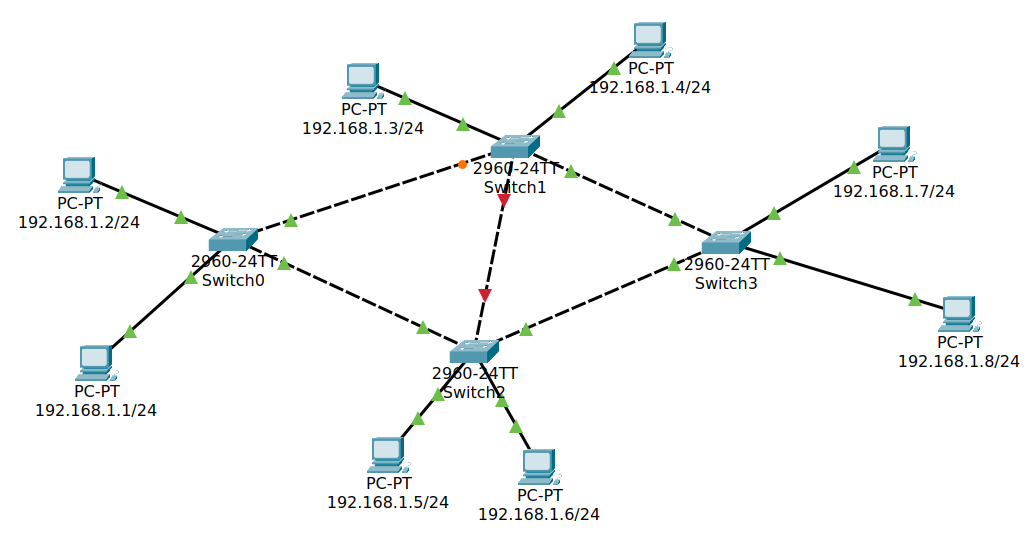 PC-PT
192.168.1.4/24
PC-PT
192.168.1.3/24
2960-24TT
Switch1
PC-PT
192.168.1.7/24
PC-PT
192.168.1.2/24
2960-24TT
Switch0
2960-24TT
Switch3
PC-PT
192.168.1.8/24
2960-24TT
Switch2
PC-PT
192.168.1.1/24
PC-PT
192.168.1.5/24
PC-PT
192.168.1.6/24